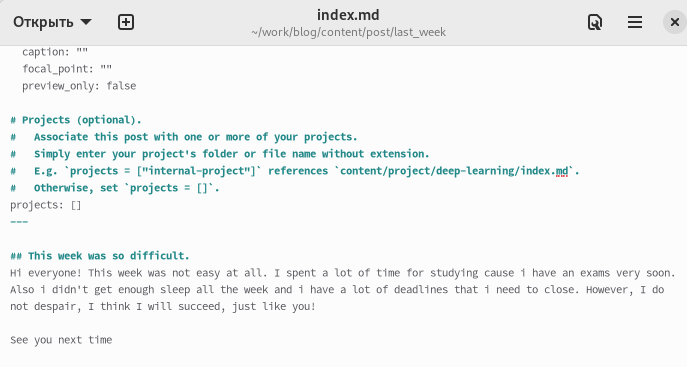 Открыть
index.md
~/work/blog/content/post/last_week
caption: ""
focal_point: ""
preview_only: false
# Projects (optional).
#   Associate this post with one or more of your projects.
#   Simply enter your project's folder or file name without extension.
#   E.g. `projects = ["internal-project"]` references `content/project/deep-learning/index.md`.
#   Otherwise, set `projects = []`.
projects: []
---
## This week was so difficult.
Hi everyone! This week was not easy at all. I spent a lot of time for studying cause i have an exams very soon.
Also i didn't get enough sleep all the week and i have a lot of deadlines that i need to close. However, I do
not despair, I think I will succeed, just like you!
See you next time